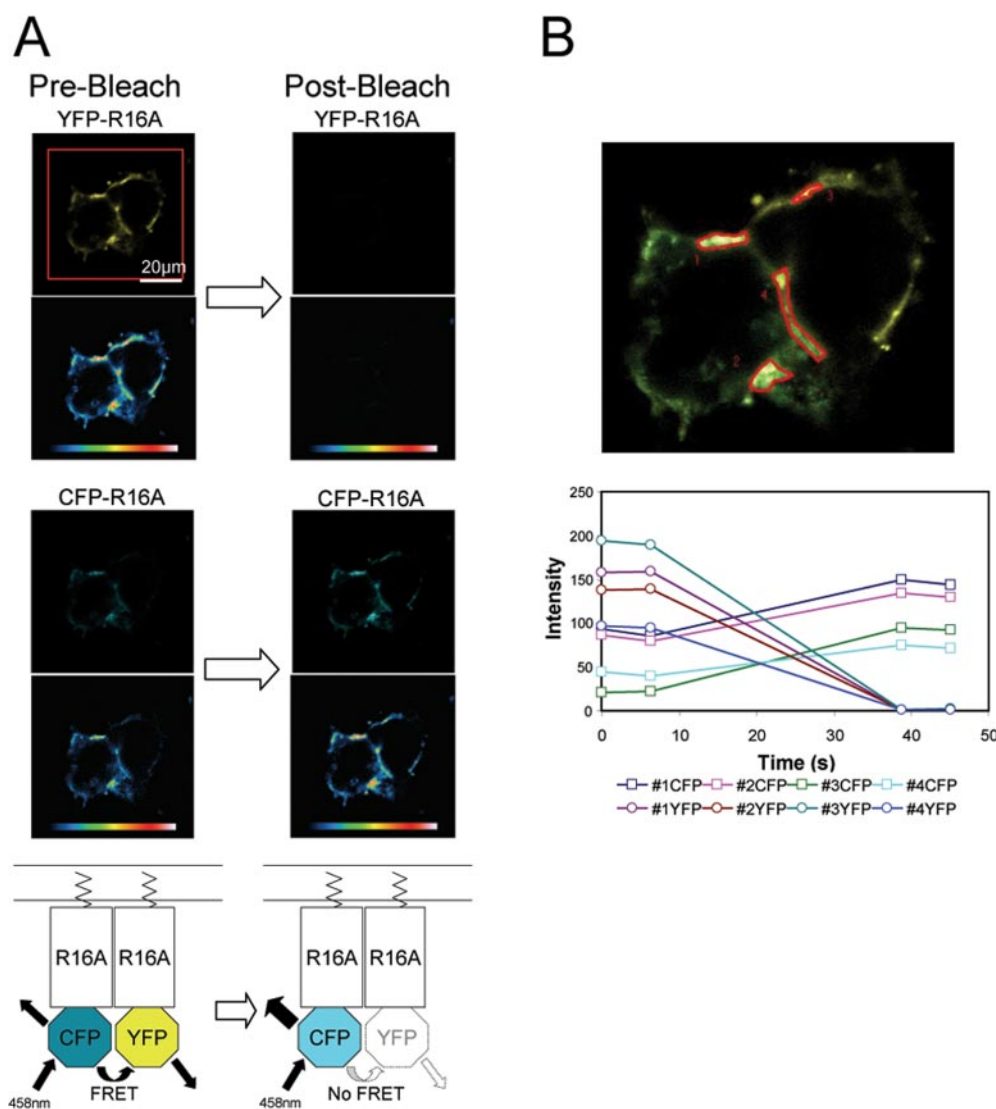 A
Pre-Bleach
Post-Bleach
YFP-R16A
YFP-R16A
20µm
CFP-R16A
CFP-R16A
R16A
R16A
R16A
R16A
CFP
YFP
CFP
YFP
458nm
FRET
458nm
No FRET
B
3
1
4
2
250
200
150
100
50
0
Intensity
0
10
20
30
40
50
Time (s)
#1CFP
#2CFP
#3CFP
#4CFP
#1YFP
#2YFP
#3YFP
#4YFP